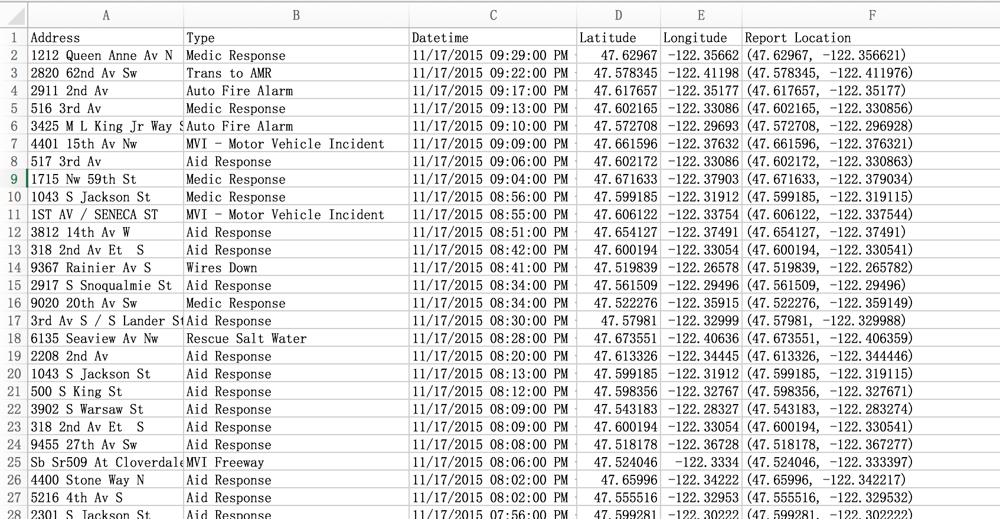 A B C D E F
1 Address Type Datetime Latitude Longitude Report Location
2 1212 Queen Anne Av N Medic Response 11/17/2015 09:29:00 PM 47.62967 -122.35662 (47.62967, -122.356621)
3 2820 62nd Av Sw Trans to AMR 11/17/2015 09:22:00 PM 47.578345 -122.41198 (47.578345, -122.411976)
4 2911 2nd Av Auto Fire Alarm 11/17/2015 09:17:00 PM 47.617657 -122.35177 (47.617657, -122.35177)
5 516 3rd Av Medic Response 11/17/2015 09:13:00 PM 47.602165 -122.33086 (47.602165, -122.330856)
6 3425 M L King Jr Way S Auto Fire Alarm 11/17/2015 09:10:00 PM 47.572708 -122.29693 (47.572708, -122.296928)
7 4401 15th Av Nw MVI - Motor Vehicle Incident 11/17/2015 09:09:00 PM 47.661596 -122.37632 (47.661596, -122.376321)
8 517 3rd Av Aid Response 11/17/2015 09:06:00 PM 47.602172 -122.33086 (47.602172, -122.330863)
9 1715 Nw 59th St Medic Response 11/17/2015 09:04:00 PM 47.671633 -122.37903 (47.671633, -122.379034)
10 1043 S Jackson St Medic Response 11/17/2015 08:56:00 PM 47.599185 -122.31912 (47.599185, -122.319115)
11 1ST AV / SENECA ST MVI - Motor Vehicle Incident 11/17/2015 08:55:00 PM 47.606122 -122.33754 (47.606122, -122.337544)
12 3812 14th Av W Aid Response 11/17/2015 08:51:00 PM 47.654127 -122.37491 (47.654127, -122.37491)
13 318 2nd Av Et  S Aid Response 11/17/2015 08:42:00 PM 47.600194 -122.33054 (47.600194, -122.330541)
14 9367 Rainier Av S Wires Down 11/17/2015 08:41:00 PM 47.519839 -122.26578 (47.519839, -122.265782)
15 2917 S Snoqualmie St Aid Response 11/17/2015 08:34:00 PM 47.561509 -122.29496 (47.561509, -122.29496)
16 9020 20th Av Sw Medic Response 11/17/2015 08:34:00 PM 47.522276 -122.35915 (47.522276, -122.359149)
17 3rd Av S / S Lander St Aid Response 11/17/2015 08:30:00 PM 47.57981 -122.32999 (47.57981, -122.329988)
18 6135 Seaview Av Nw Rescue Salt Water 11/17/2015 08:28:00 PM 47.673551 -122.40636 (47.673551, -122.406359)
19 2208 2nd Av Aid Response 11/17/2015 08:20:00 PM 47.613326 -122.34445 (47.613326, -122.344446)
20 1043 S Jackson St Aid Response 11/17/2015 08:13:00 PM 47.599185 -122.31912 (47.599185, -122.319115)
21 500 S King St Aid Response 11/17/2015 08:12:00 PM 47.598356 -122.32767 (47.598356, -122.327671)
22 3902 S Warsaw St Aid Response 11/17/2015 08:09:00 PM 47.543183 -122.28327 (47.543183, -122.283274)
23 318 2nd Av Et  S Aid Response 11/17/2015 08:09:00 PM 47.600194 -122.33054 (47.600194, -122.330541)
24 9455 27th Av Sw Aid Response 11/17/2015 08:08:00 PM 47.518178 -122.36728 (47.518178, -122.367277)
25 Sb Sr509 At Cloverdale MVI Freeway 11/17/2015 08:06:00 PM 47.524046 -122.3334 (47.524046, -122.333397)
26 4400 Stone Way N Aid Response 11/17/2015 08:02:00 PM 47.65996 -122.34222 (47.65996, -122.342217)
27 5216 4th Av S Aid Response 11/17/2015 08:02:00 PM 47.555516 -122.32953 (47.555516, -122.329532)
28 2301 S Jackson St Aid Response 11/17/2015 07:56:00 PM 47.599281 -122.30222 (47.599281, -122.302222)